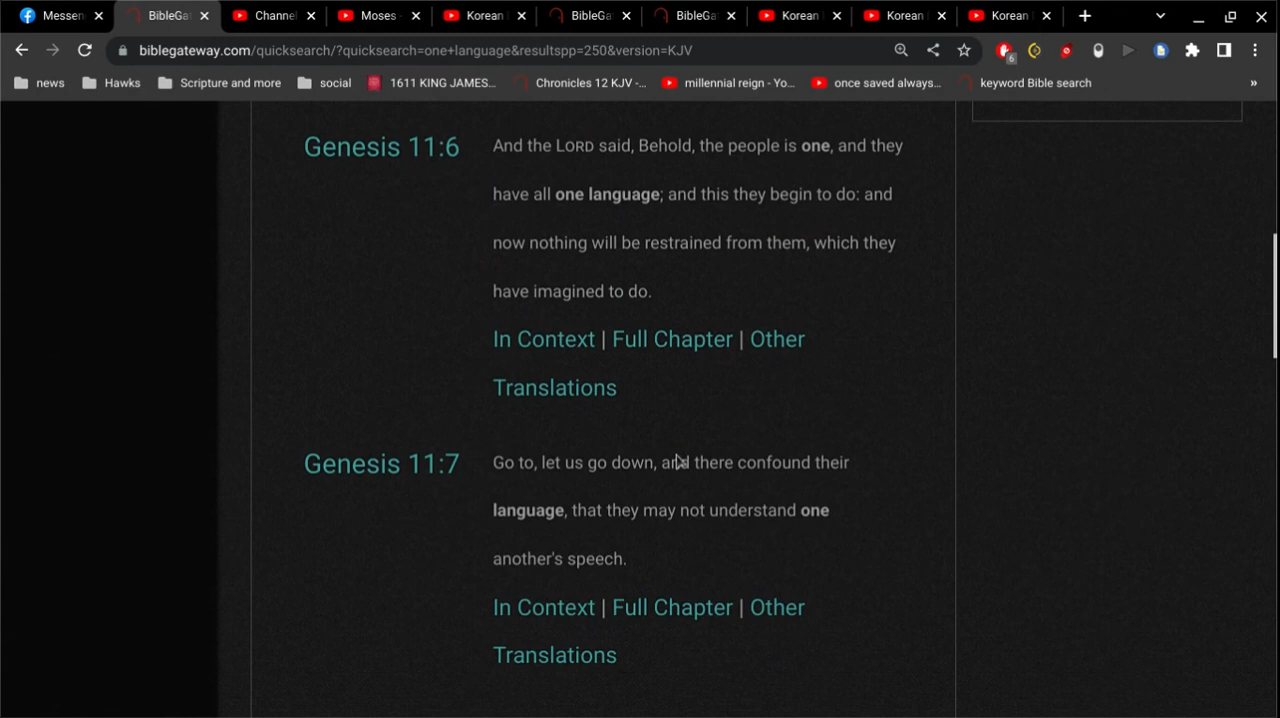 Messen
BibleGat
Channel
Moses -
Korean
BibleGa
BibleGa
Korean
Korean
Korean
biblegateway.com/quicksearch/?quicksearch=one+language&resultspp=250&version=KJV
6
news
Hawks
Scripture and more
social
1611 KING JAMES...
Chronicles 12 KJV -...
millennial reign - Yo...
once saved always...
keyword Bible search
»
Genesis 11:6
And the LORD said, Behold, the people is one, and they
have all one language; and this they begin to do: and
now nothing will be restrained from them, which they
have imagined to do.
In Context | Full Chapter | Other
Translations
Genesis 11:7
Go to, let us go down, and there confound their
language, that they may not understand one
another's speech.
In Context | Full Chapter | Other
Translations